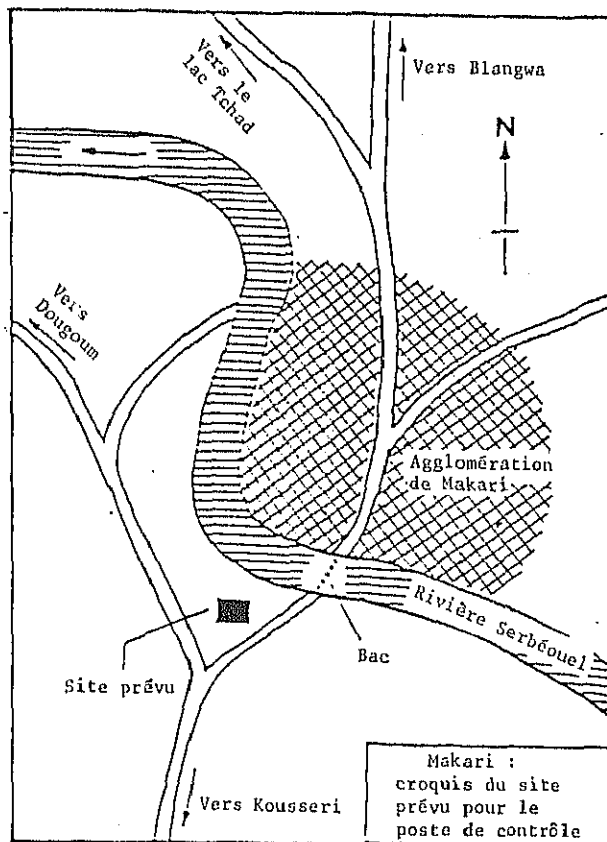 Vers le
lac Tchad
Vers Blangwa
N
Vers
Dougoum
Agglomération
de Makari
Rivière Serbéouel
Bac
Site prévu
Vers Kousseri
Makari :
croquis du site
prévu pour le
poste de contrôle